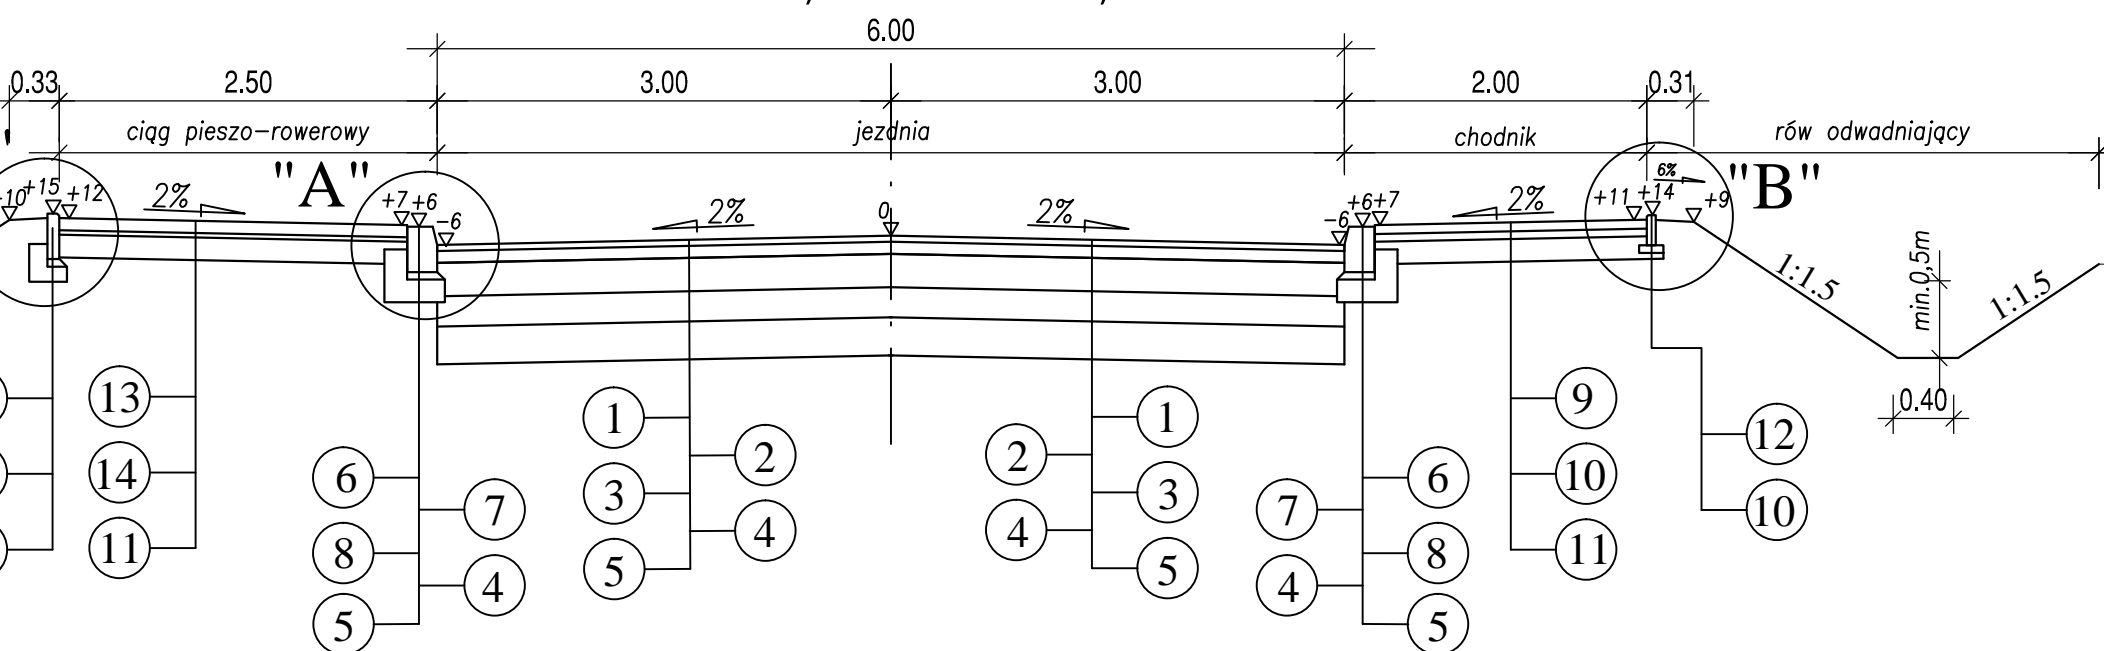 6.00
0.33 2.50 3.00 3.00 2.00 0.31
ciąg pieszo-rowerowy jezdnia chodnik rów odwadniający
"A" "B"
+10 +15 +12 2% +7 +6 -6 2% 0 2% -6 +6 +7 2% +11 +14 6% +9
1:1.5 min.0,5m 1:1.5
0.40
13 1 1 9 12
14 6 3 2 2 3 6 10 10
11 7 4 4 7 11
8 5 5 8
4 4
5 5